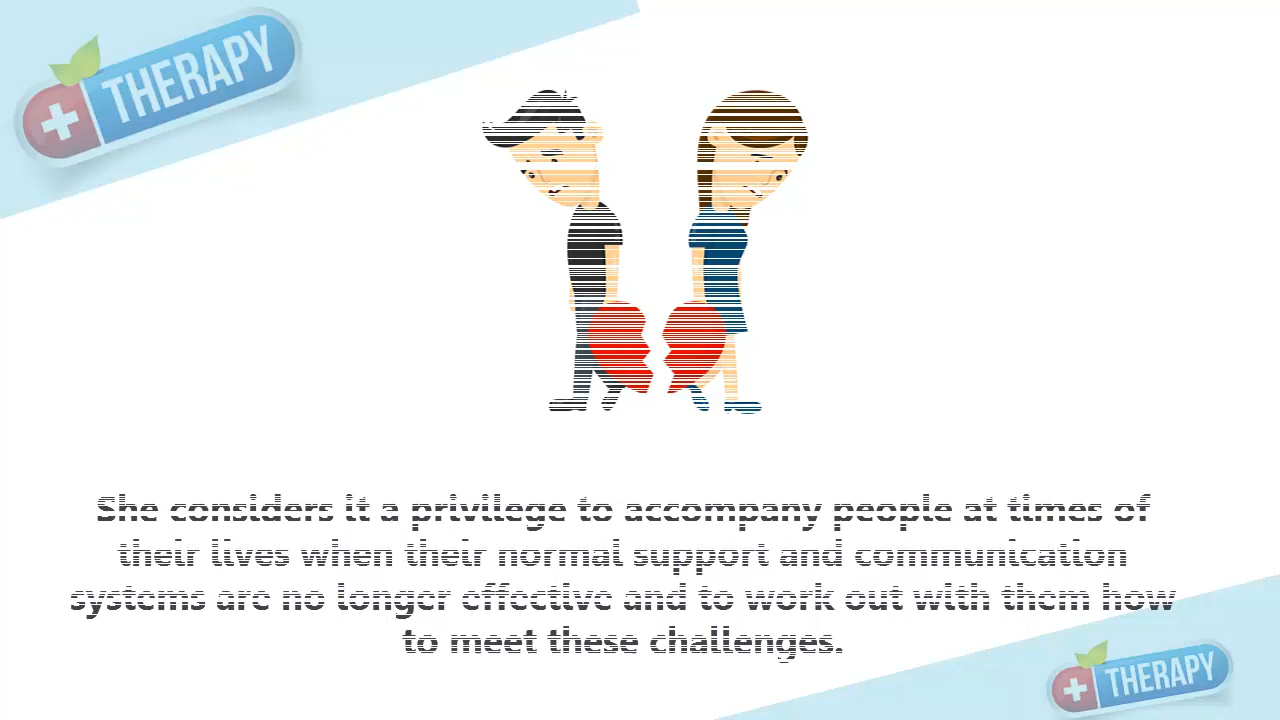 THERAPY
She considers it a privilege to accompany people at times of
their lives when their normal support and communication
systems are no longer effective and to work out with them how
to meet these challenges.
THERAPY